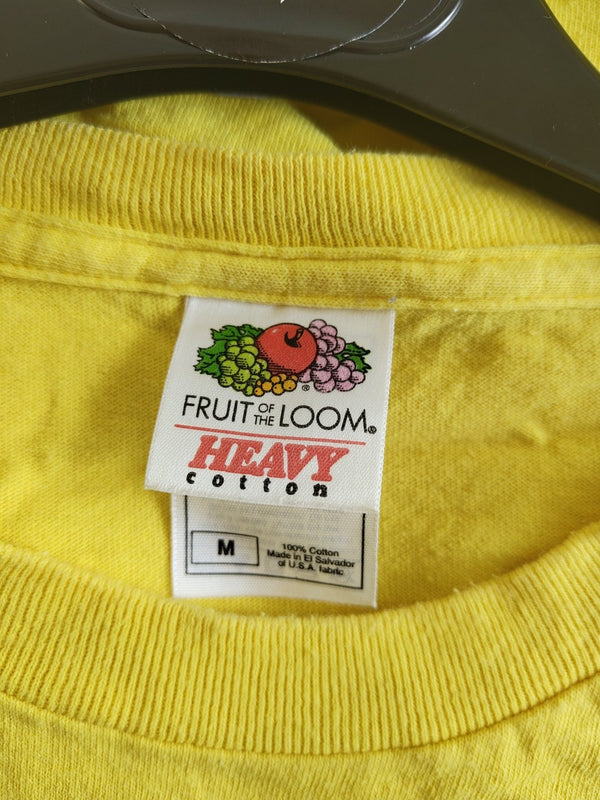 FRUIT OF THE LOOM®
HEAVY
cotton
M
100% Cotton
Made in El Salvador
of U.S.A. fabric